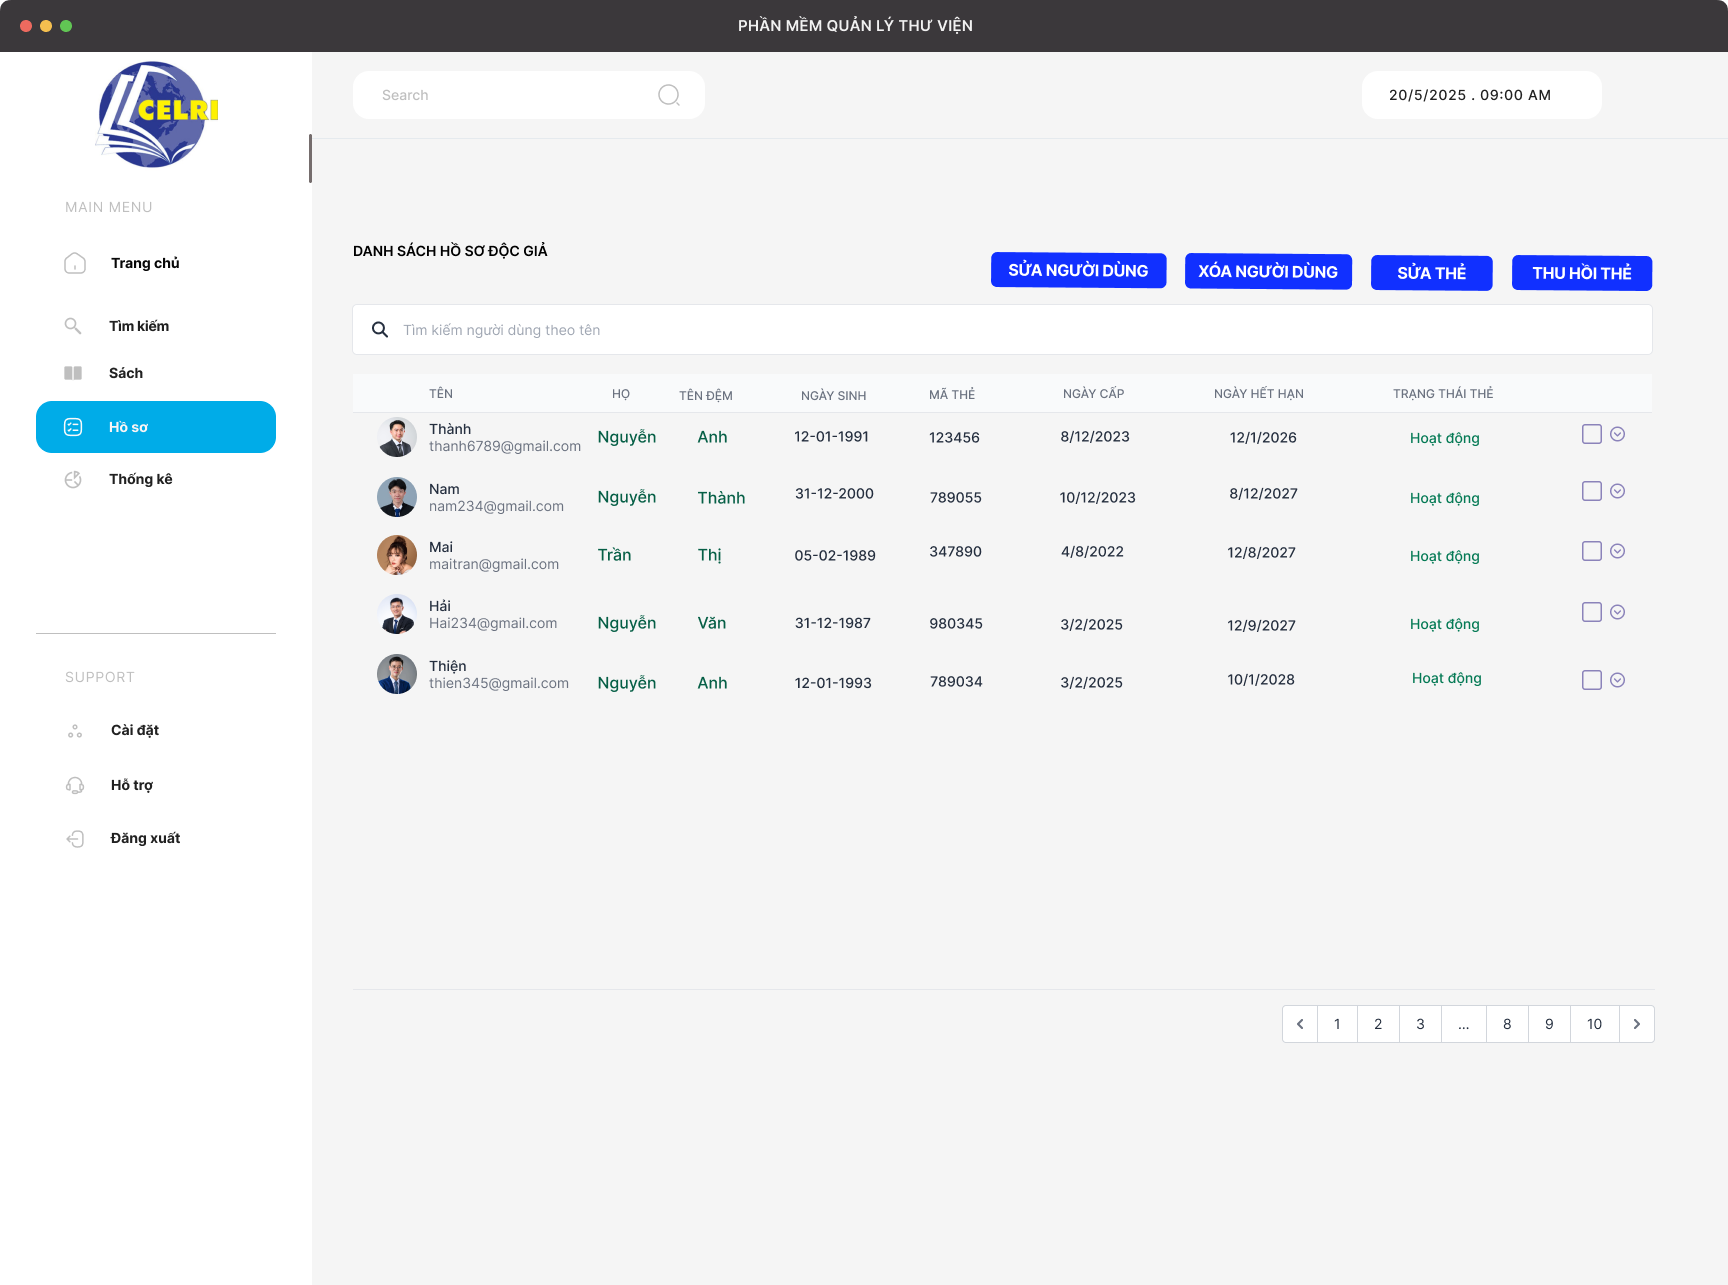 PHẦN MỀM QUẢN LÝ THƯ VIỆN
CELRI
Search
20/5/2025 . 09:00 AM
MAIN MENU
Trang chủ
Tìm kiếm
Sách
Hồ sơ
Thống kê
SUPPORT
Cài đặt
Hỗ trợ
Đăng xuất
DANH SÁCH HỒ SƠ ĐỘC GIẢ
SỬA NGƯỜI DÙNG XÓA NGƯỜI DÙNG SỬA THẺ THU HỒI THẺ
Tìm kiếm người dùng theo tên
TÊN HỌ TÊN ĐỆM NGÀY SINH MÃ THẺ NGÀY CẤP NGÀY HẾT HẠN TRẠNG THÁI THẺ
Thành Nguyễn Anh 12-01-1991 123456 8/12/2023 12/1/2026 Hoạt động
thanh6789@gmail.com
Nam Nguyễn Thành 31-12-2000 789055 10/12/2023 8/12/2027 Hoạt động
nam234@gmail.com
Mai Trần Thị 05-02-1989 347890 4/8/2022 12/8/2027 Hoạt động
maitran@gmail.com
Hải Nguyễn Văn 31-12-1987 980345 3/2/2025 12/9/2027 Hoạt động
Hai234@gmail.com
Thiện Nguyễn Anh 12-01-1993 789034 3/2/2025 10/1/2028 Hoạt động
thien345@gmail.com
1 2 3 ... 8 9 10